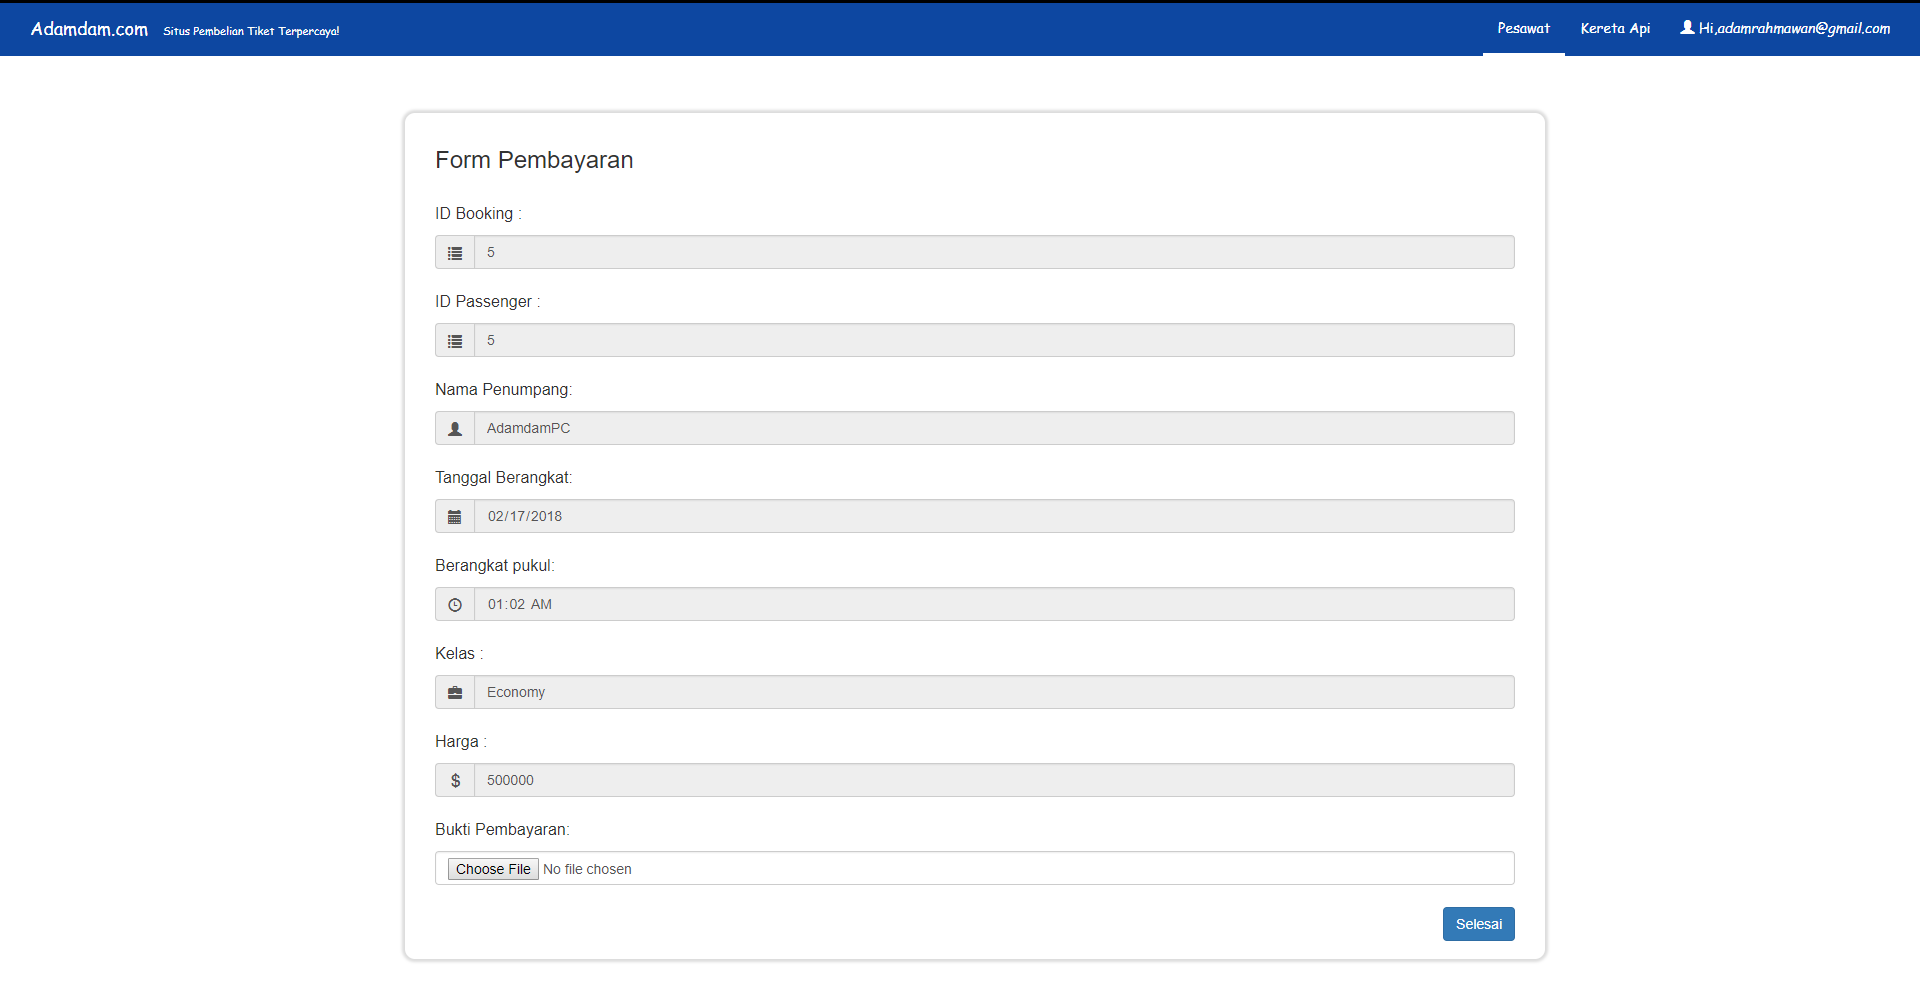 Adamdam.com Situs Pembelian Tiket Terpercaya! Pesawat Kereta Api Hi,adamrahmawan@gmail.com
Form Pembayaran
ID Booking :
5
ID Passenger :
5
Nama Penumpang:
AdamdamPC
Tanggal Berangkat:
02/17/2018
Berangkat pukul:
01:02 AM
Kelas :
Economy
Harga :
$ 500000
Bukti Pembayaran:
Choose File No file chosen
Selesai